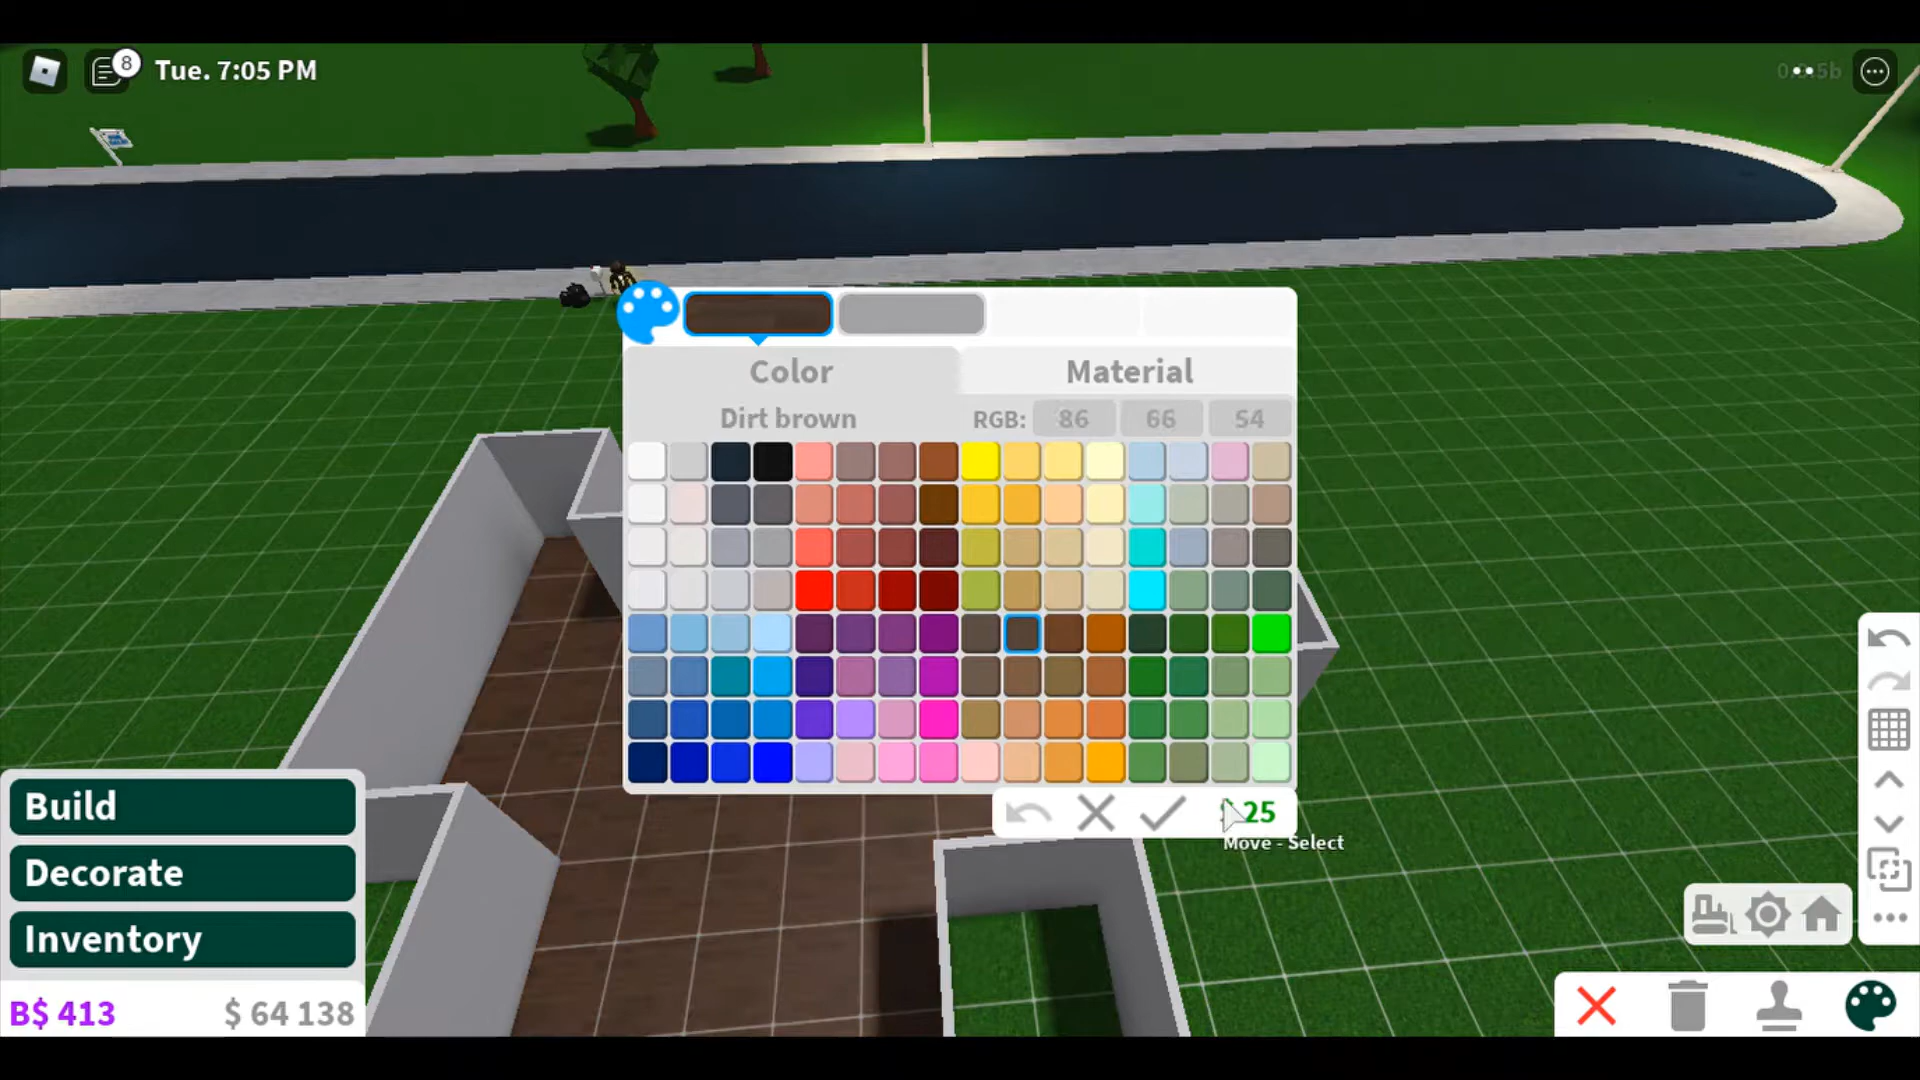 8
Tue. 7:05 PM
Color
Material
Dirt brown
RGB: 86 66 54
25
Move - Select
Build
Decorate
Inventory
B$ 413
$ 64 138